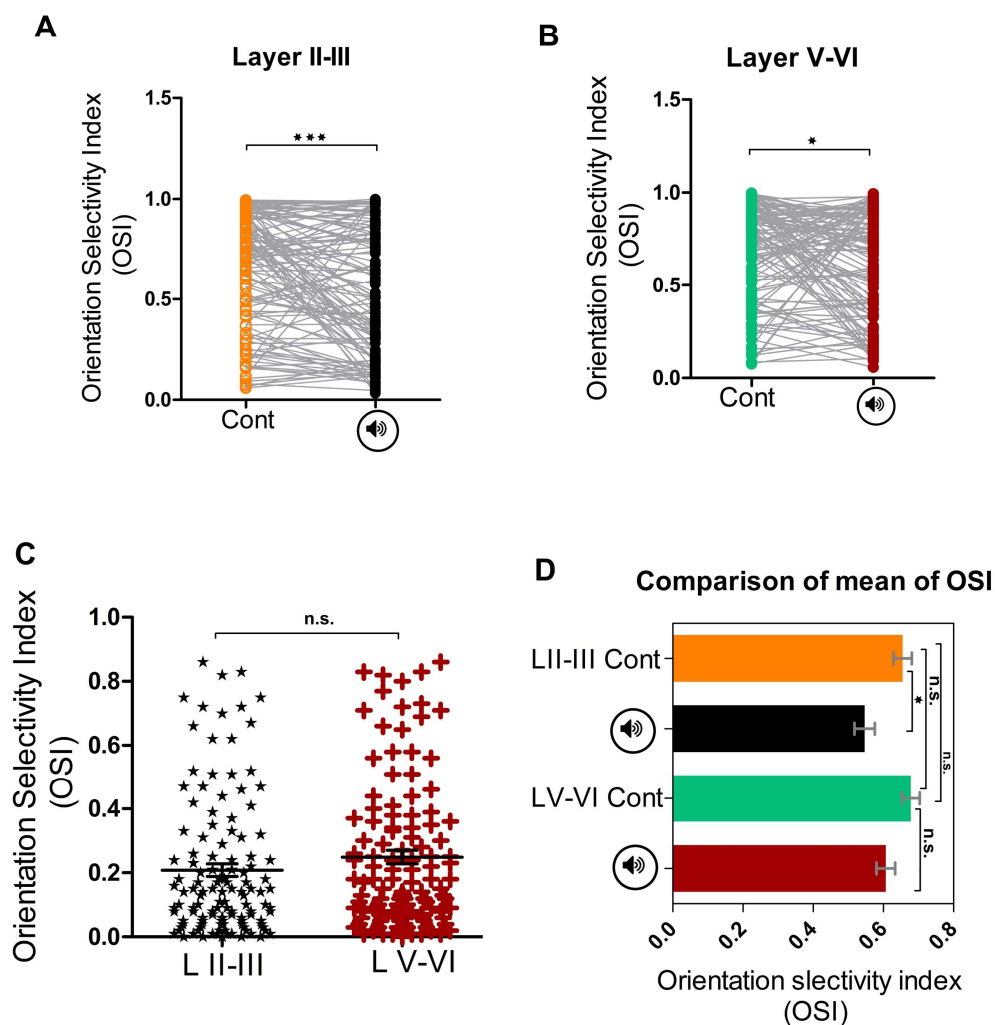 A
Layer II-III
Orientation Selectivity Index
(OSI)
1.5
1.0
0.5
0.0
***
Cont
B
Layer V-VI
Orientation Selectivity Index
(OSI)
1.5
1.0
0.5
0.0
*
Cont
C
Orientation Selectivity Index
(OSI)
1.0
0.8
0.6
0.4
0.2
0.0
n.s.
L II-III
L V-VI
D
Comparison of mean of OSI
LII-III Cont
LV-VI Cont
*
n.s.
n.s.
n.s.
0.0
0.2
0.4
0.6
0.8
Orientation slectivity index
(OSI)